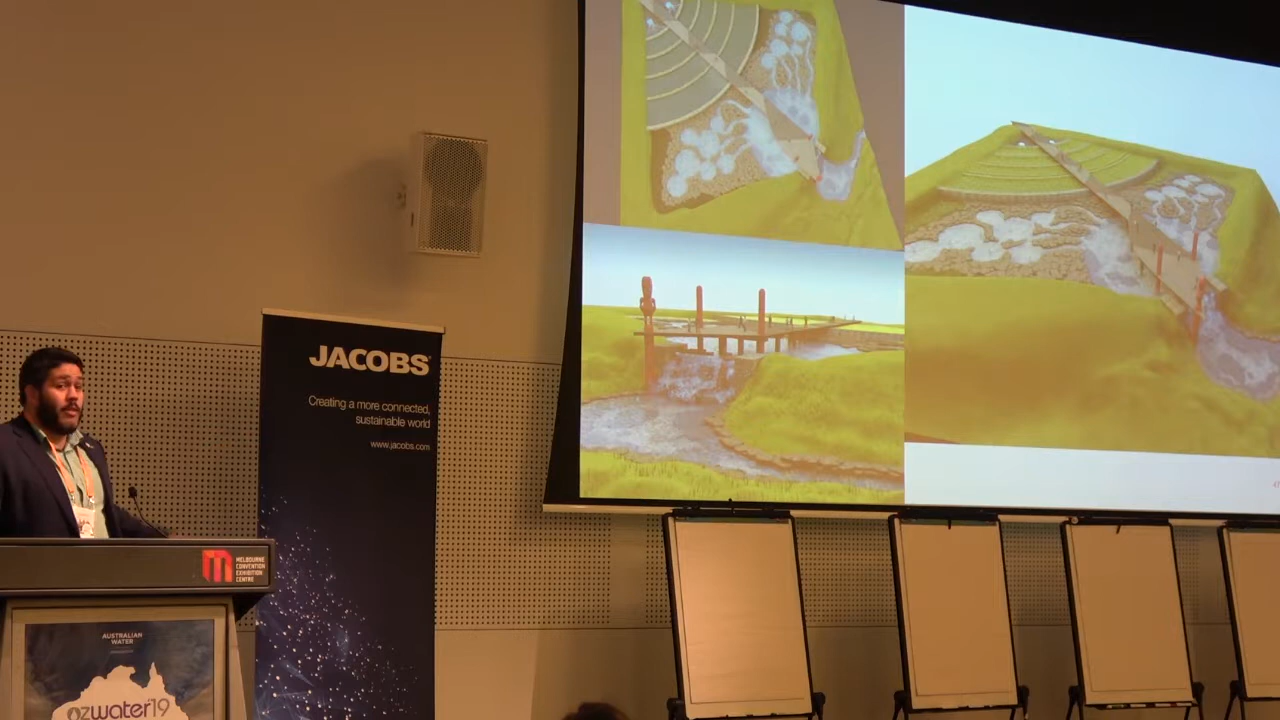 JACOBS
Creating a more connected,
sustainable world
www.jacobs.com
MELBOURNE
CONVENTION
EXHIBITION
CENTRE
AUSTRALIAN
WATER
ozwater19